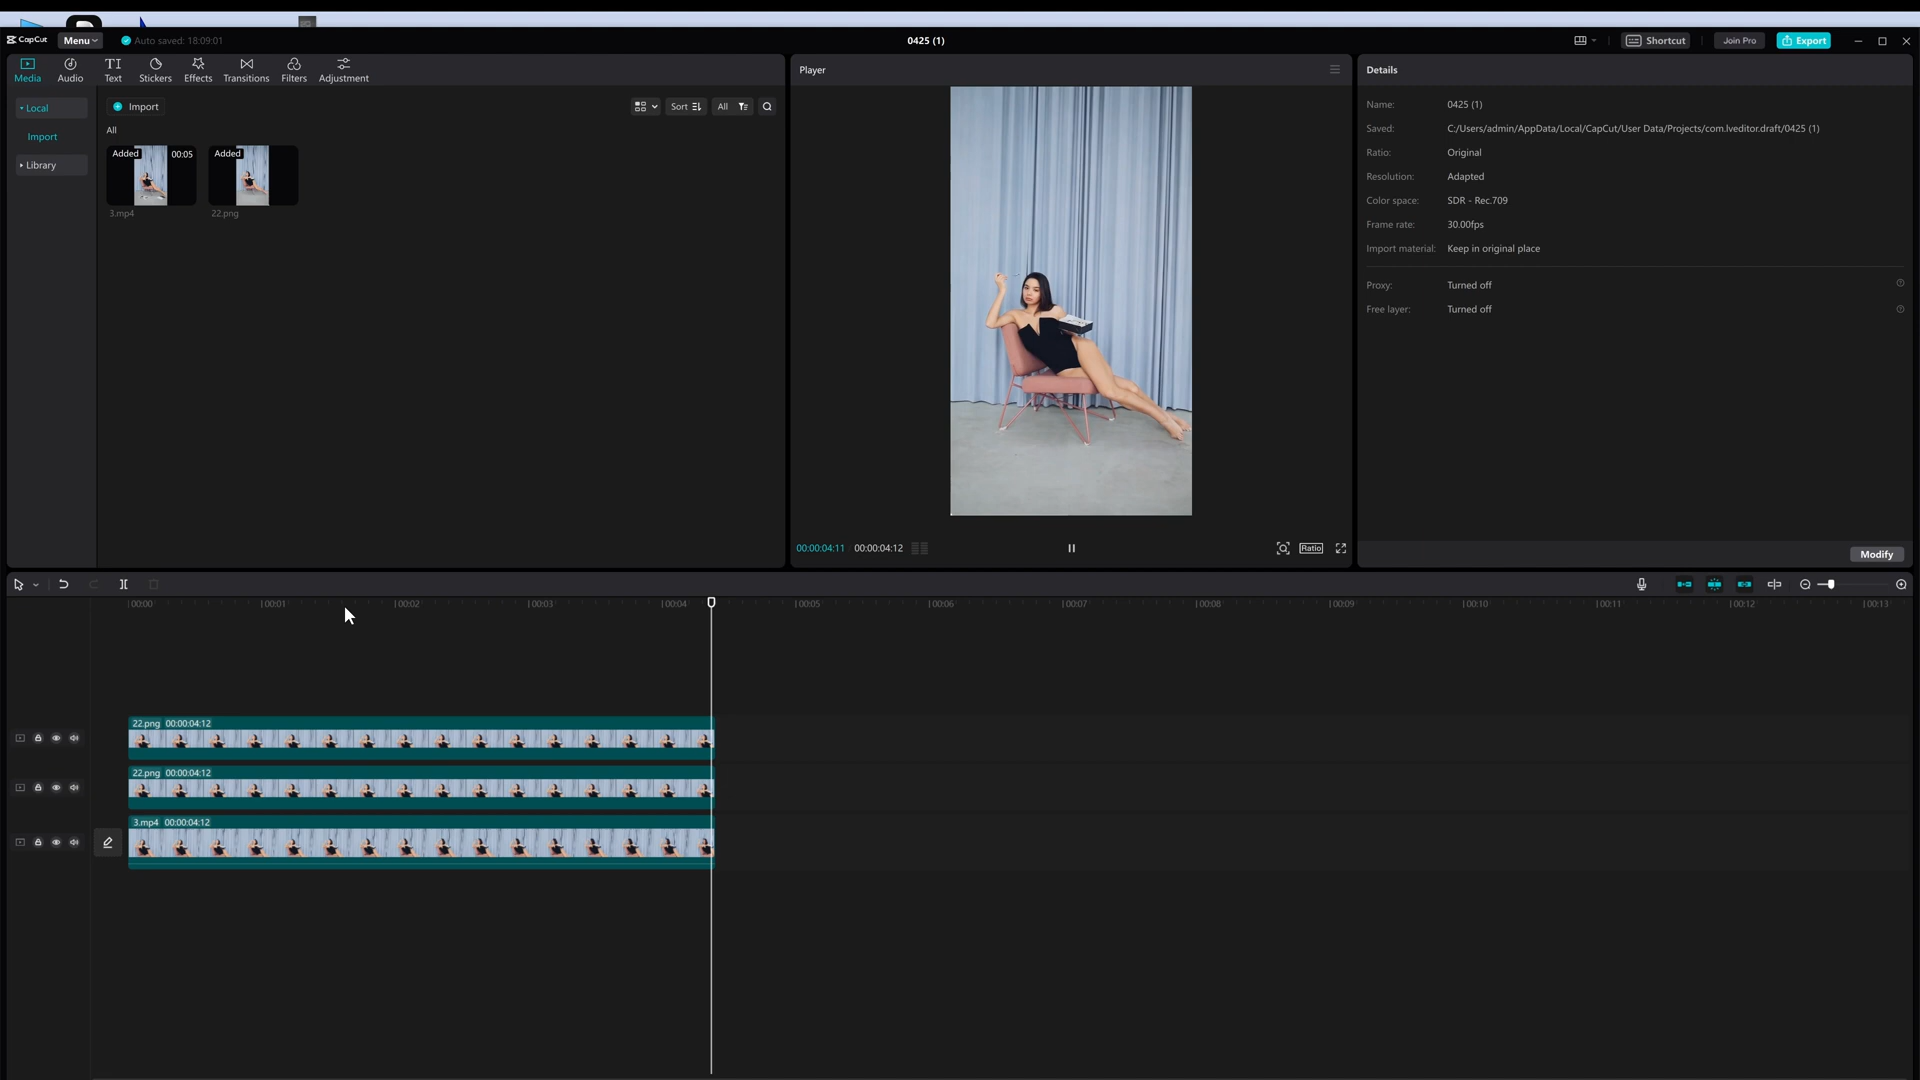 CapCut Menu Auto saved: 18:09:01 0425 (1) Shortcut Join Pro Export
Media Audio Text Stickers Effects Transitions Filters Adjustment
Player
Details
Local
Import
Library
Import Sort All
All
Added 00:05 Added
3.mp4 22.png
Name: 0425 (1)
Saved: C:/Users/admin/AppData/Local/CapCut/User Data/Projects/com.lveditor.draft/0425 (1)
Ratio: Original
Resolution: Adapted
Color space: SDR - Rec.709
Frame rate: 30.00fps
Import material: Keep in original place
Proxy: Turned off
Free layer: Turned off
00:00:04:11 00:00:04:12 Ratio
Modify
00:00 00:01 00:02 00:03 00:04 00:05 00:06 00:07 00:08 00:09 00:10 00:11 00:12 00:13
22.png 00:00:04:12
22.png 00:00:04:12
3.mp4 00:00:04:12